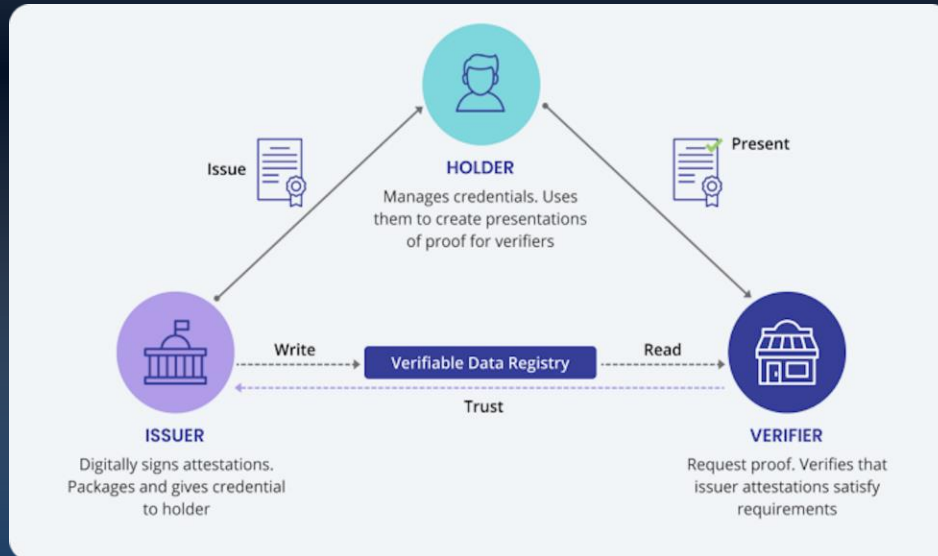 Issue
Present
HOLDER
Manages credentials. Uses
them to create presentations
of proof for verifiers
Write
Verifiable Data Registry
Read
Trust
ISSUER
Digitally signs attestations.
Packages and gives credential
to holder
VERIFIER
Request proof. Verifies that
issuer attestations satisfy
requirements